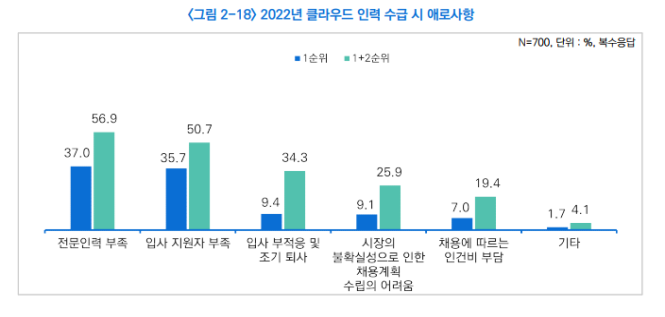 <그림 2-18> 2022년 클라우드 인력 수급 시 애로사항
N=700, 단위 : %, 복수응답
1순위 1+2순위
56.9
50.7
37.0
35.7
34.3
25.9
19.4
9.4
9.1
7.0
1.7
4.1
전문인력 부족
입사 지원자 부족
입사 부적응 및
조기 퇴사
시장의
불확실성으로 인한
채용계획
수립의 어려움
채용에 따르는
인건비 부담
기타